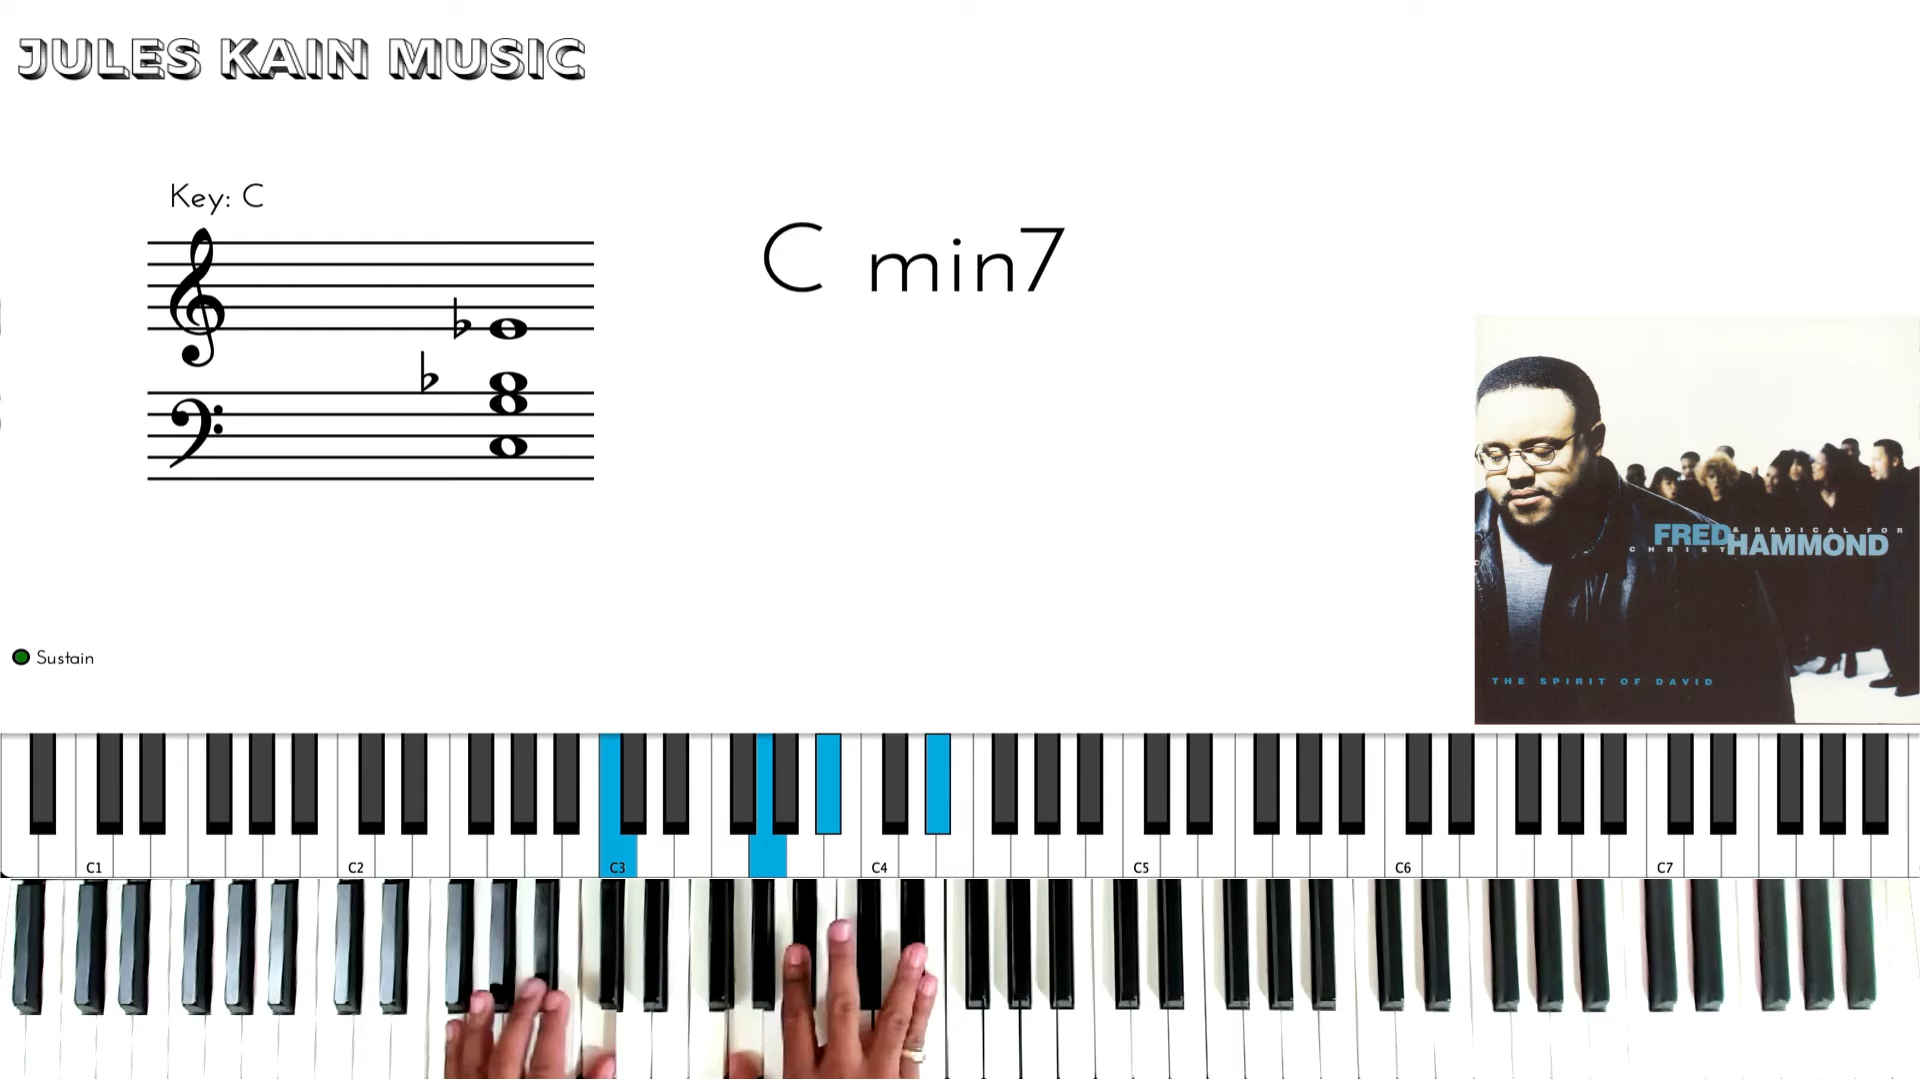 JULES KAIN MUSIC
Key: C
C min7
FRED & RADICAL FOR
CHRIST HAMMOND
THE SPIRIT OF DAVID
Sustain
C1 C2 C3 C4 C5 C6 C7